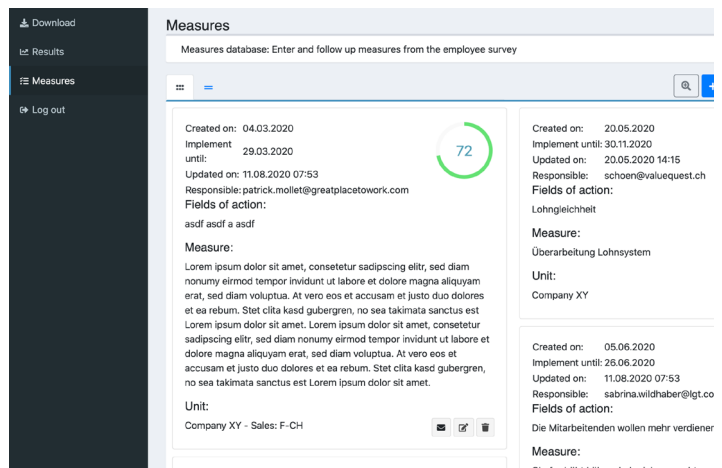 Download
Results
Measures
Log out
Measures
Measures database: Enter and follow up measures from the employee survey
Created on: 04.03.2020
Implement
until: 29.03.2020
Updated on: 11.08.2020 07:53
Responsible: patrick.mollet@greatplacetowork.com
72
Fields of action:
asdf asdf a asdf
Measure:
Lorem ipsum dolor sit amet, consetetur sadipscing elitr, sed diam
nonumy eirmod tempor invidunt ut labore et dolore magna aliquyam
erat, sed diam voluptua. At vero eos et accusam et justo duo dolores
et ea rebum. Stet clita kasd gubergren, no sea takimata sanctus est
Lorem ipsum dolor sit amet. Lorem ipsum dolor sit amet, consetetur
sadipscing elitr, sed diam nonumy eirmod tempor invidunt ut labore et
dolore magna aliquyam erat, sed diam voluptua. At vero eos et
accusam et justo duo dolores et ea rebum. Stet clita kasd gubergren,
no sea takimata sanctus est Lorem ipsum dolor sit amet.
Unit:
Company XY - Sales: F-CH
Created on: 20.05.2020
Implement until: 30.11.2020
Updated on: 20.05.2020 14:15
Responsible: schoen@valuequest.ch
Fields of action:
Lohngleichheit
Measure:
Überarbeitung Lohnsystem
Unit:
Company XY
Created on: 05.06.2020
Implement until: 26.06.2020
Updated on: 11.08.2020 07:53
Responsible: sabrina.wildhaber@lgt.co
Fields of action:
Die Mitarbeitenden wollen mehr verdienen
Measure: